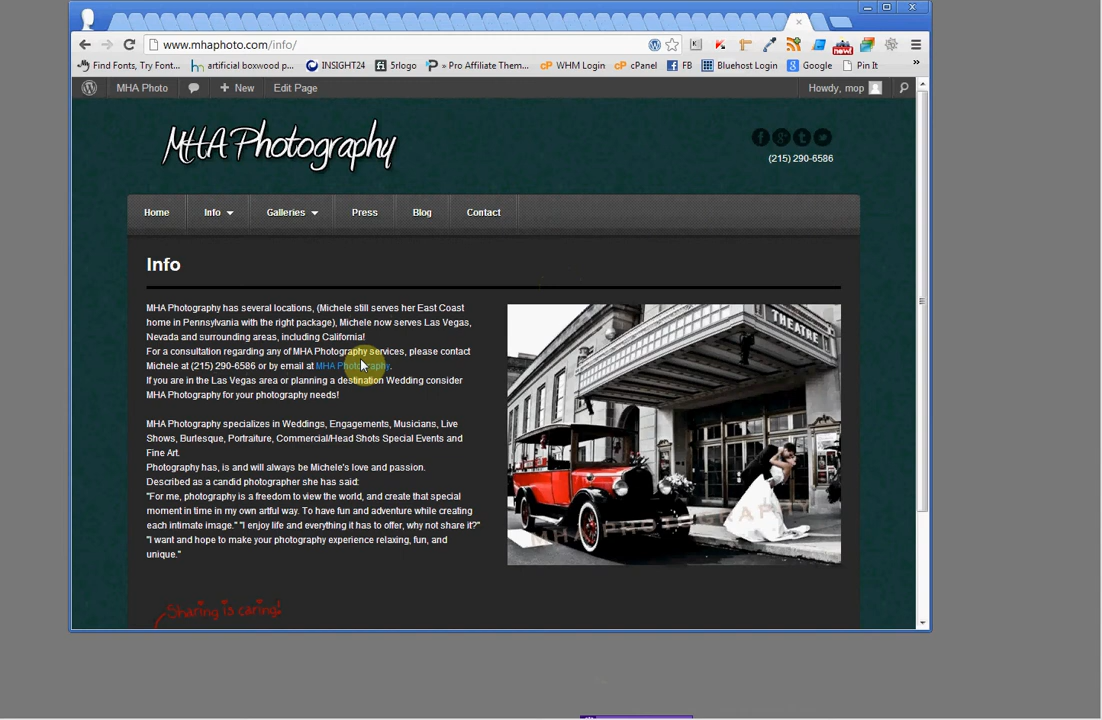 www.mhaphoto.com/info/
Find Fonts, Try Font... artificial boxwood p... INSIGHT24 5rlogo » Pro Affiliate Them... WHM Login cPanel FB Bluehost Login Google Pin It »
MHA Photo + New Edit Page Howdy, mop
MHA Photography
(215) 290-6586
Home Info Galleries Press Blog Contact
Info
MHA Photography has several locations, (Michele still serves her East Coast
home in Pennsylvania with the right package), Michele now serves Las Vegas,
Nevada and surrounding areas, including California!
For a consultation regarding any of MHA Photography services, please contact
Michele at (215) 290-6586 or by email at MHA Photography.
If you are in the Las Vegas area or planning a destination Wedding consider
MHA Photography for your photography needs!
MHA Photography specializes in Weddings, Engagements, Musicians, Live
Shows, Burlesque, Portraiture, Commercial/Head Shots Special Events and
Fine Art.
Photography has, is and will always be Michele's love and passion.
Described as a candid photographer she has said:
"For me, photography is a freedom to view the world, and create that special
moment in time in my own artful way. To have fun and adventure while creating
each intimate image." "I enjoy life and everything it has to offer, why not share it?"
"I want and hope to make your photography experience relaxing, fun, and
unique."
THEATRE
MHA PHOTOGRAPHY
Sharing is caring!